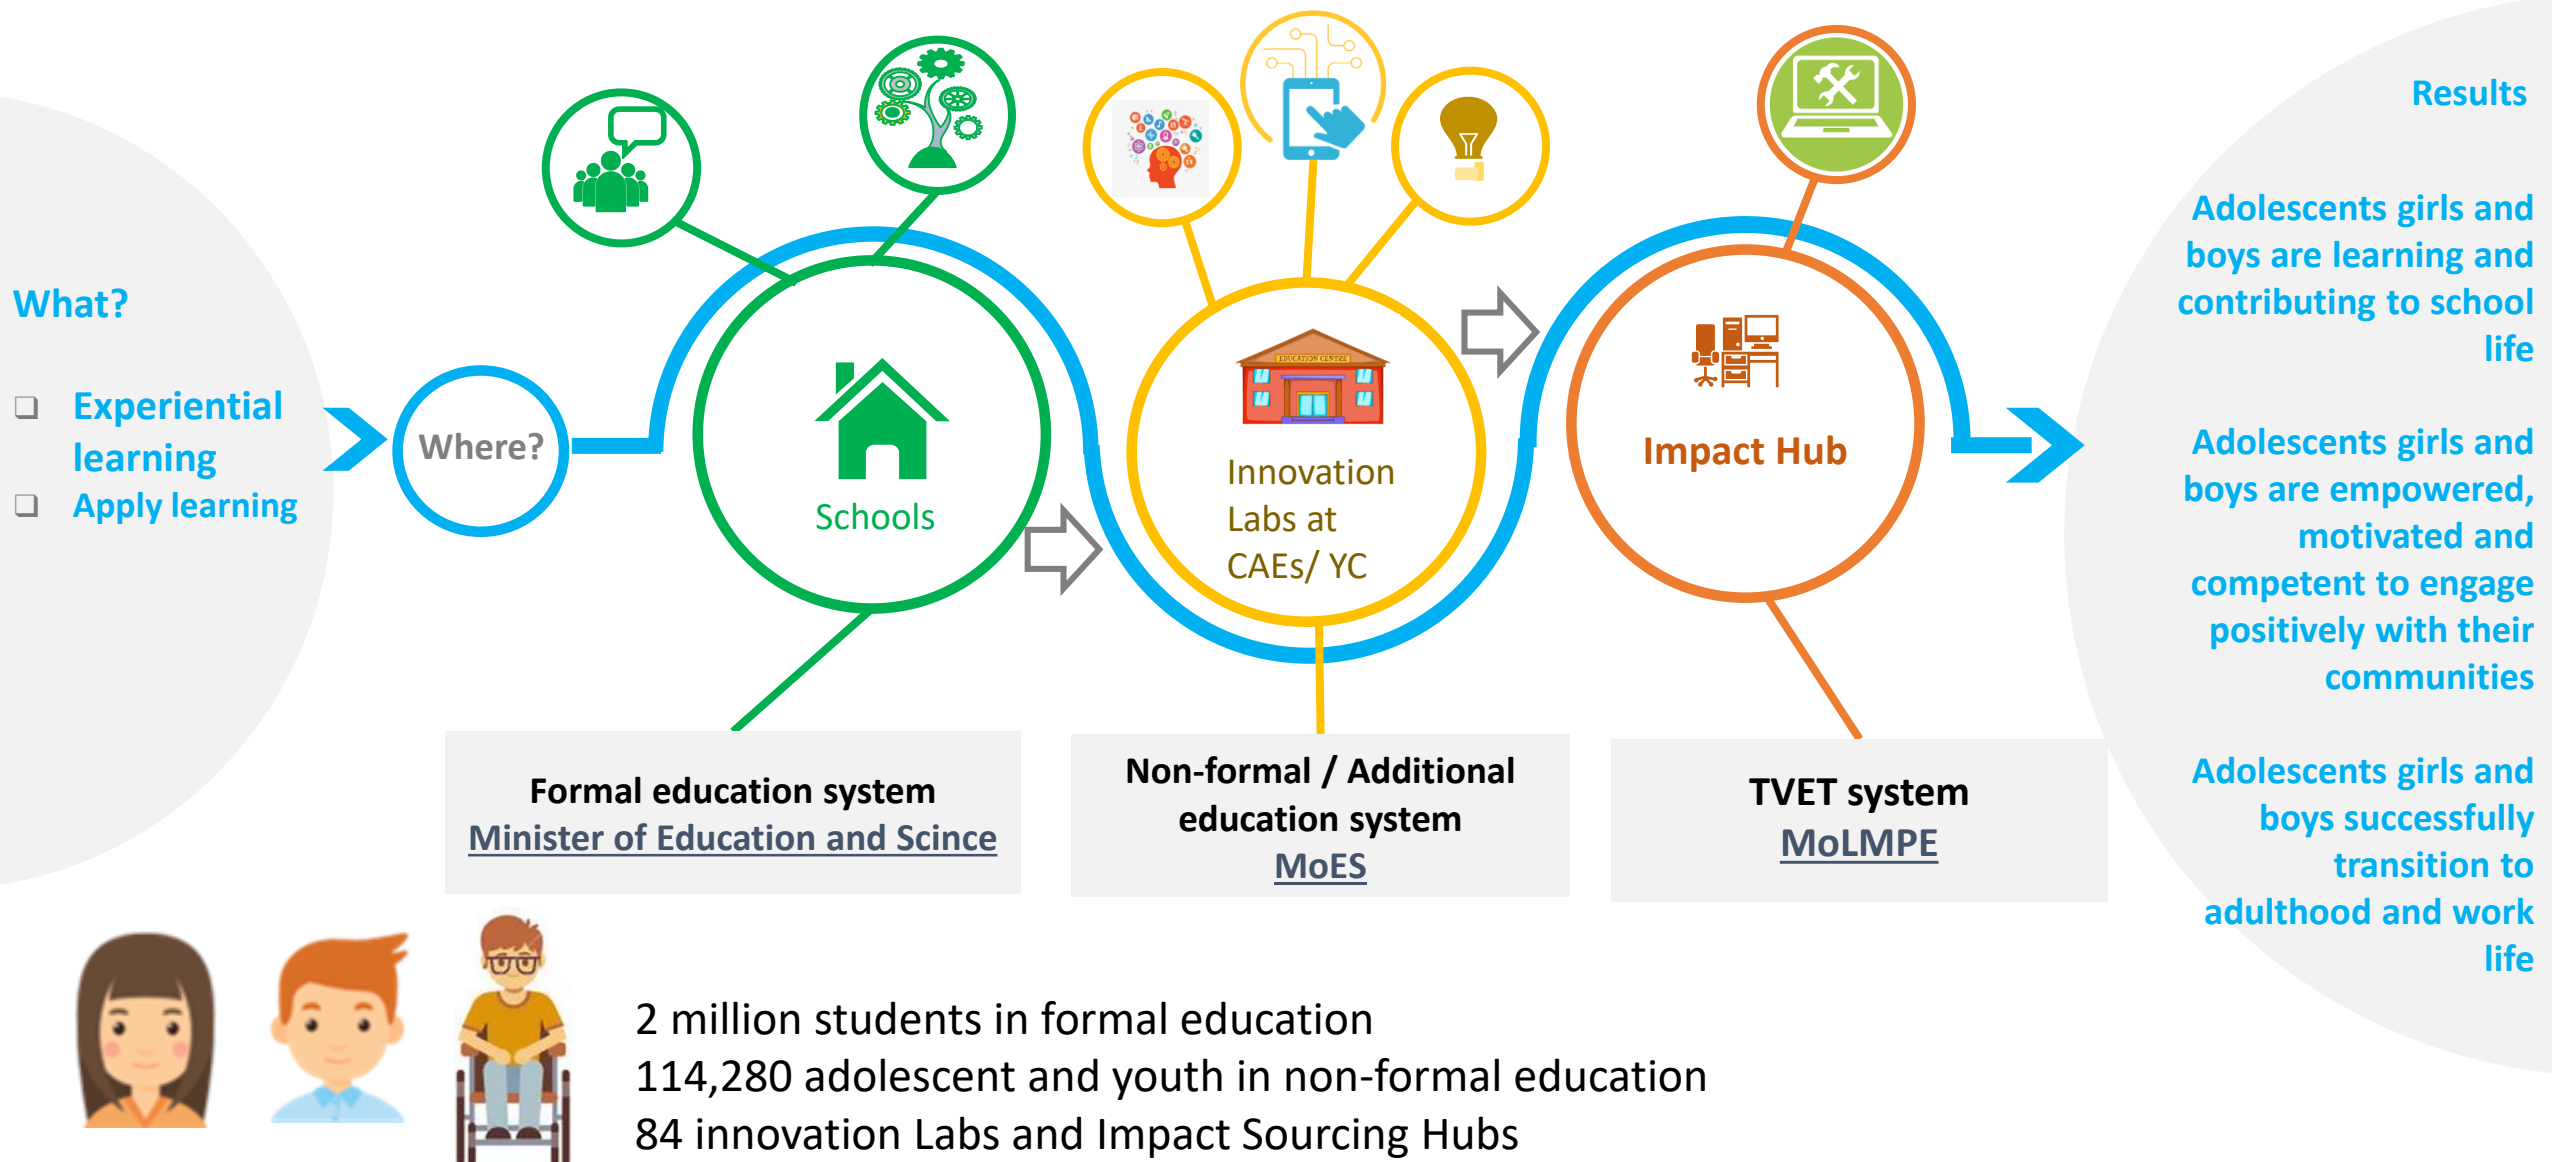 What?
❑ Experiential
learning
❑ Apply learning
Where?
Schools
EDUCATION CENTRE
Innovation
Labs at
CAEs/ YC
Impact Hub
Formal education system
Minister of Education and Scince
Non-formal / Additional
education system
MoES
TVET system
MoLMPE
Results
Adolescents girls and
boys are learning and
contributing to school
life
Adolescents girls and
boys are empowered,
motivated and
competent to engage
positively with their
communities
Adolescents girls and
boys successfully
transition to
adulthood and work
life
2 million students in formal education
114,280 adolescent and youth in non-formal education
84 innovation Labs and Impact Sourcing Hubs